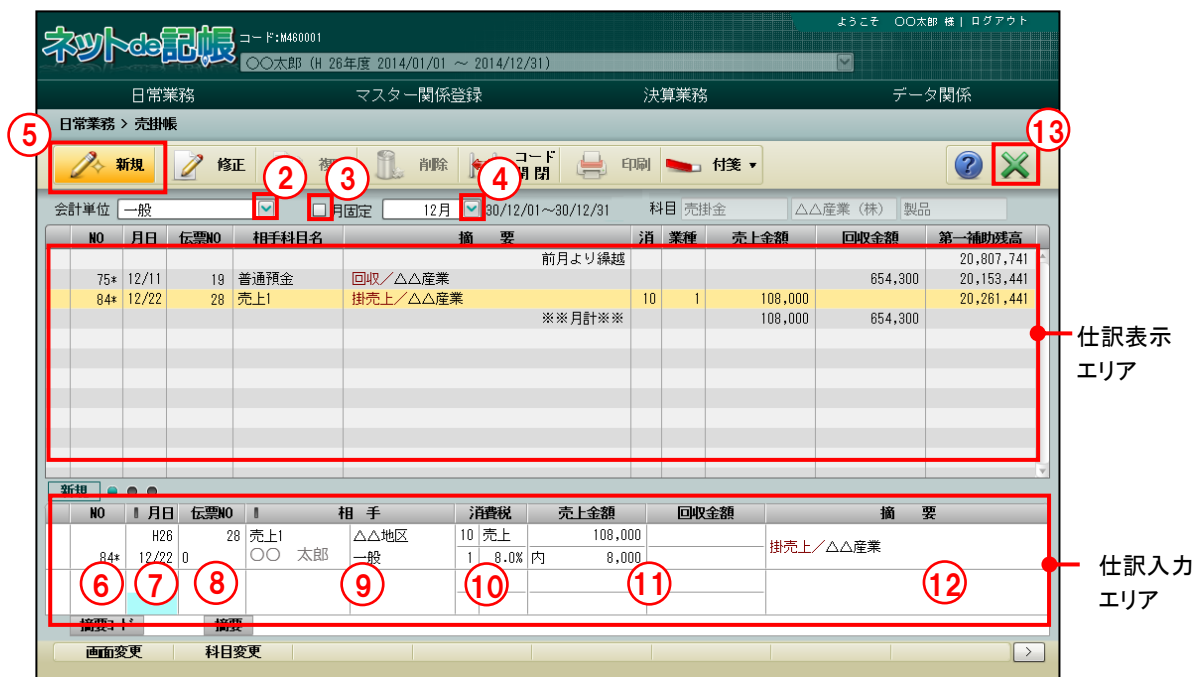 ようこそ 〇〇太郎 様 | ログアウト
ネットde記帳 コード:M460001
〇〇太郎 (H 26年度 2014/01/01 ～ 2014/12/31)
日常業務 マスター関係登録 決算業務 データ関係
日常業務 > 売掛帳
⑤ ⑬
新規 修正 複 削除 コード 開閉 印刷 付箋 ▼ ?
② ③ ④
会計単位 一般 月固定 12月 30/12/01～30/12/31 科目 売掛金 △△産業 (株) 製品
NO 月日 伝票NO 相手科目名 摘 要 消 業種 売上金額 回収金額 第一補助残高
前月より繰越 20,807,741
75* 12/11 19 普通預金 回収／△△産業 654,300 20,153,441
84* 12/22 28 売上1 掛売上／△△産業 10 1 108,000 20,261,441
※※月計※※ 108,000 654,300
仕訳表示
エリア
新規
NO 月日 伝票NO 相 手 消費税 売上金額 回収金額 摘 要
H26 28 売上1 △△地区 10 売上 108,000
掛売上／△△産業
84* 12/22 0 〇〇 太郎 一般 1 8.0% 内 8,000
仕訳入力
エリア
⑥ ⑦ ⑧ ⑨ ⑩ ⑪ ⑫
摘要コード 摘要
画面変更 科目変更 >